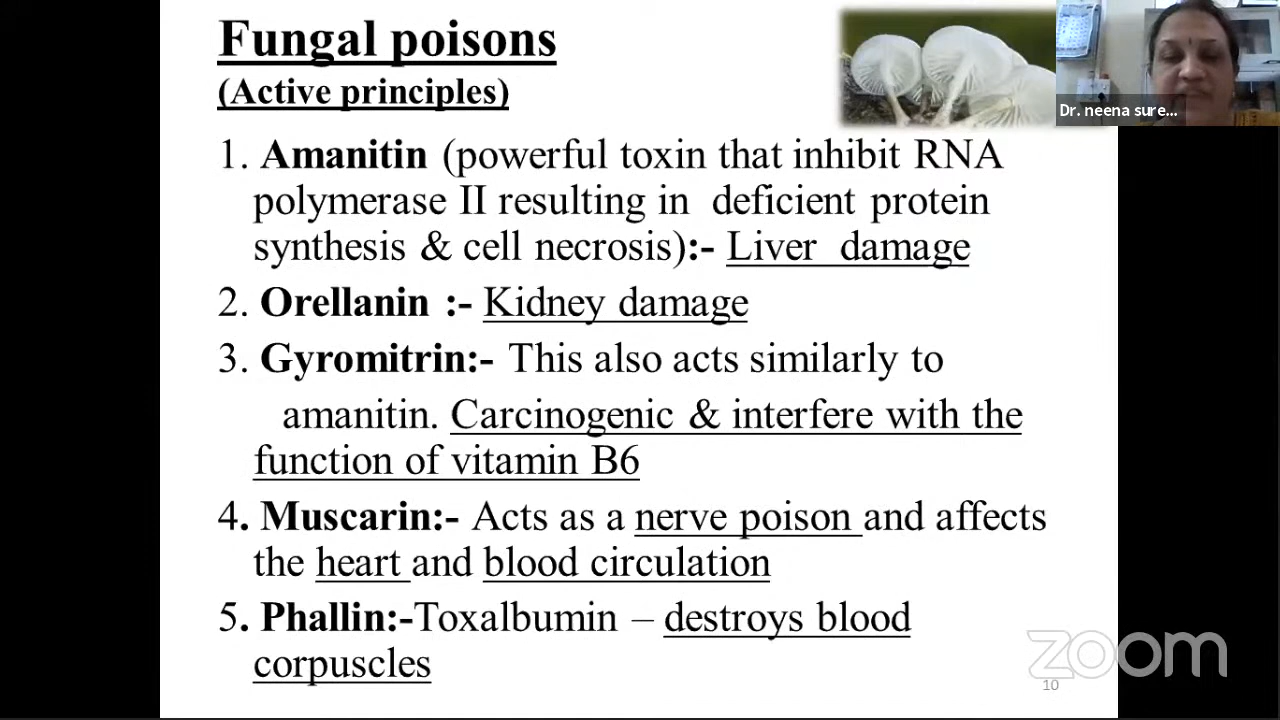 Fungal poisons
(Active principles)
Dr. neena sure...
1. Amanitin (powerful toxin that inhibit RNA
polymerase II resulting in deficient protein
synthesis & cell necrosis):- Liver damage
2. Orellanin :- Kidney damage
3. Gyromitrin:- This also acts similarly to
amanitin. Carcinogenic & interfere with the
function of vitamin B6
4. Muscarin:- Acts as a nerve poison and affects
the heart and blood circulation
5. Phallin:-Toxalbumin – destroys blood
corpuscles
zoom
10